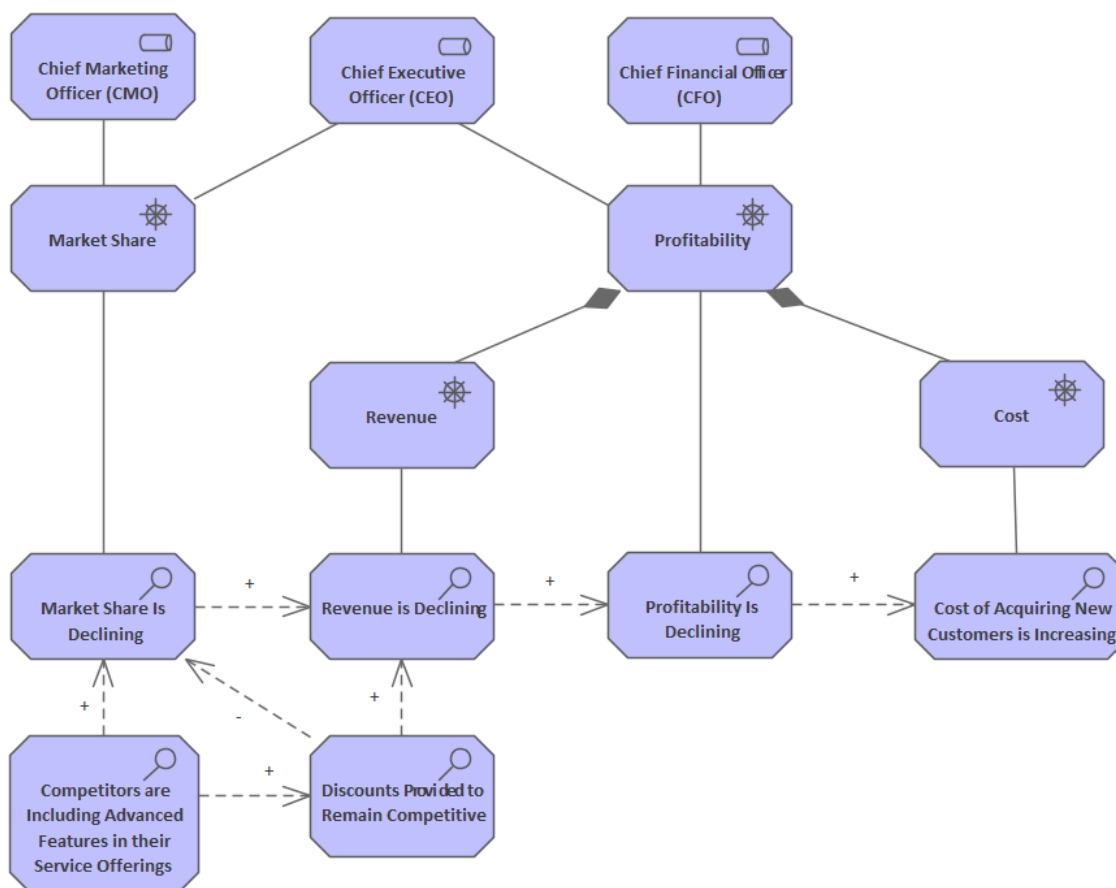 Chief Marketing
Officer (CMO)
Chief Executive
Officer (CEO)
Chief Financial Officer
(CFO)
Market Share
Profitability
Revenue
Cost
Market Share Is
Declining
+
Revenue is Declining
+
Profitability Is
Declining
+
Cost of Acquiring New
Customers is Increasing
+
-
+
Competitors are
Including Advanced
Features in their
Service Offerings
+
Discounts Provided to
Remain Competitive